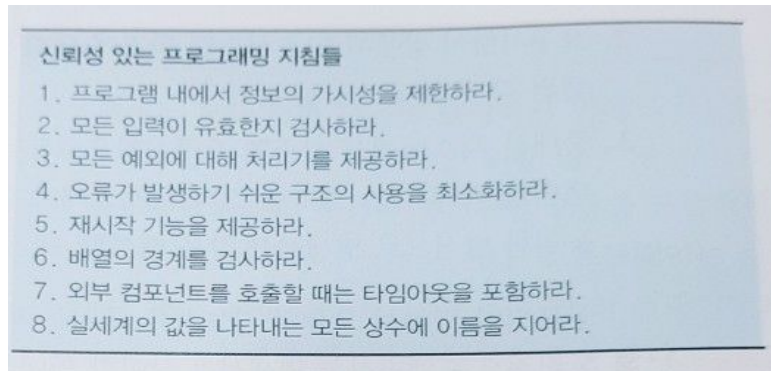 신뢰성 있는 프로그래밍 지침들
1. 프로그램 내에서 정보의 가시성을 제한하라.
2. 모든 입력이 유효한지 검사하라.
3. 모든 예외에 대해 처리기를 제공하라.
4. 오류가 발생하기 쉬운 구조의 사용을 최소화하라.
5. 재시작 기능을 제공하라.
6. 배열의 경계를 검사하라.
7. 외부 컴포넌트를 호출할 때는 타임아웃을 포함하라.
8. 실세계의 값을 나타내는 모든 상수에 이름을 지어라.